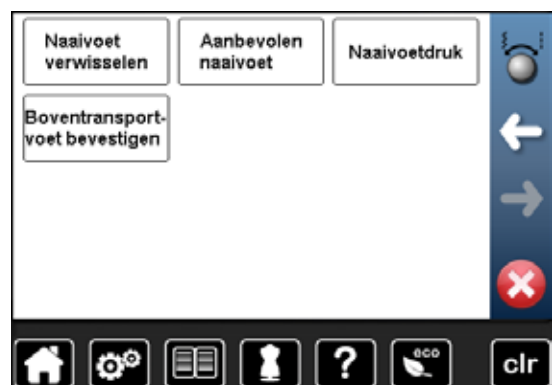 Naaivoet
verwisselen
Aanbevolen
naaivoet
Naaivoetdruk
Boventransport-
voet bevestigen
?
eco
clr